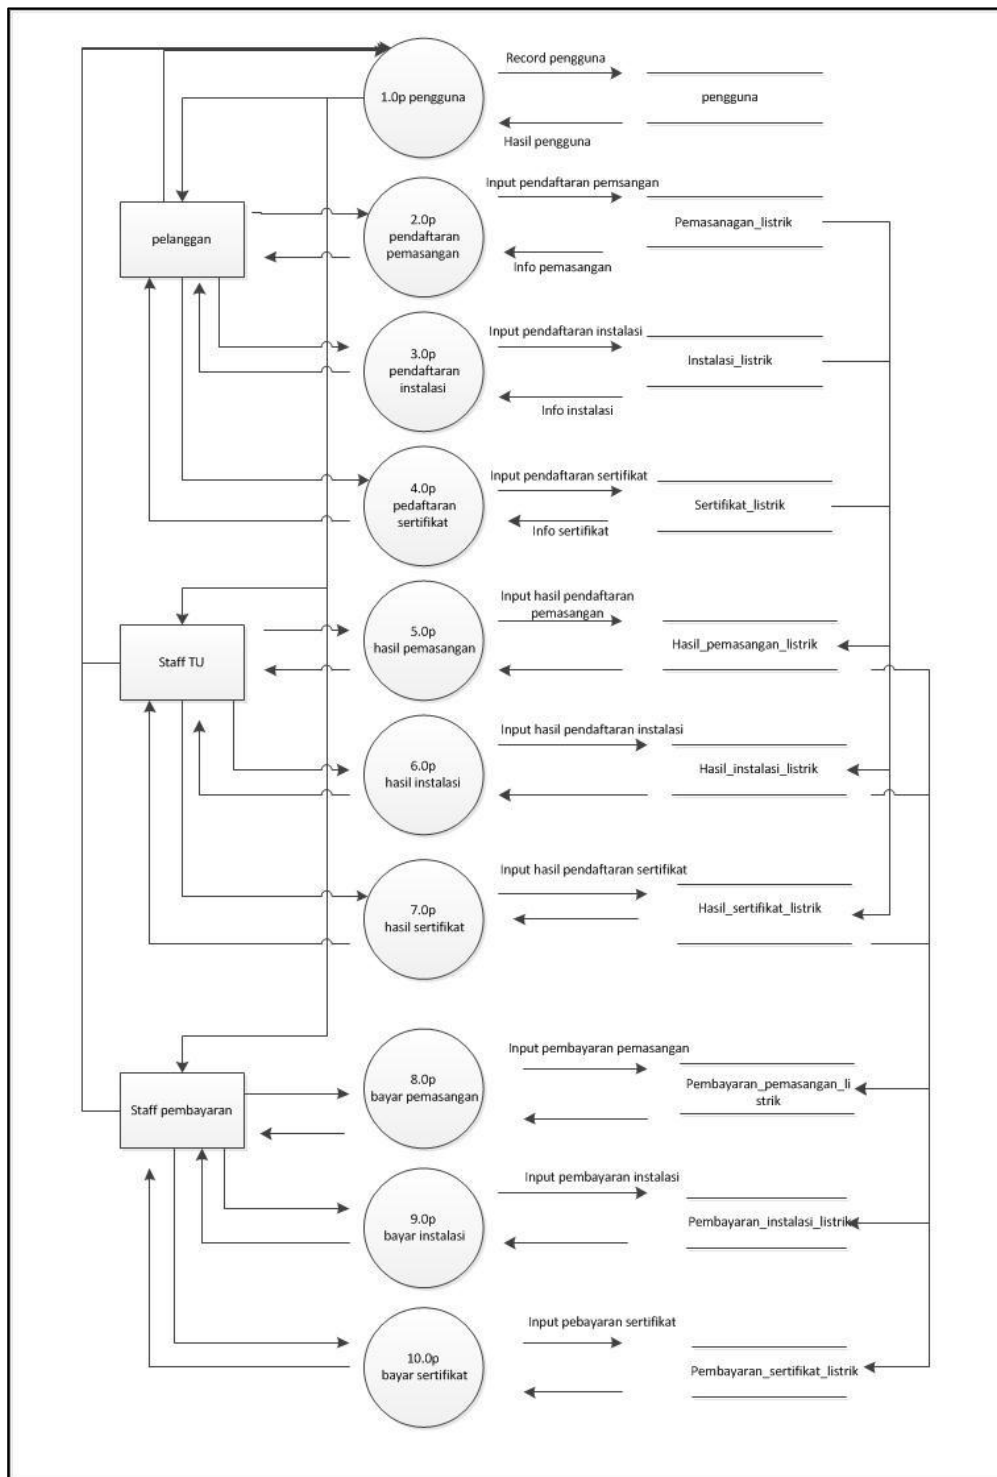 Record pengguna
1.0p pengguna
pengguna
Hasil pengguna
Input pendaftaran pemsangan
pelanggan
2.0p
pendaftaran
pemasangan
Pemasanagan_listrik
Info pemasangan
Input pendaftaran instalasi
3.0p
pendaftaran
instalasi
Instalasi_listrik
Info instalasi
Input pendaftaran sertifikat
4.0p
pedaftaran
sertifikat
Sertifikat_listrik
Info sertifikat
Input hasil pendaftaran
pemasangan
Staff TU
5.0p
hasil pemasangan
Hasil_pemasangan_listrik
Input hasil pendaftaran instalasi
6.0p
hasil instalasi
Hasil_instalasi_listrik
Input hasil pendaftaran sertifikat
7.0p
hasil sertifikat
Hasil_sertifikat_listrik
Input pembayaran pemasangan
Staff pembayaran
8.0p
bayar pemasangan
Pembayaran_pemasangan_li
strik
Input pembayaran instalasi
9.0p
bayar instalasi
Pembayaran_instalasi_listrik
Input pebayaran sertifikat
10.0p
bayar sertifikat
Pembayaran_sertifikat_listrik